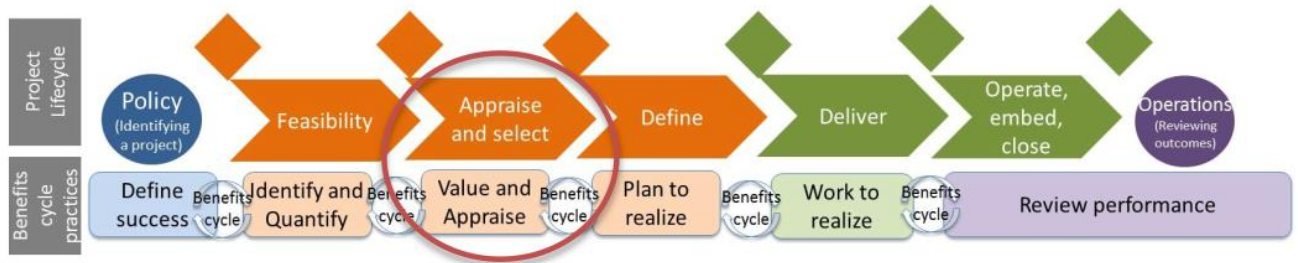 Project
Lifecycle
Policy
(Identifying
a project)
Feasibility
Appraise
and select
Define
Deliver
Operate,
embed,
close
Operations
(Reviewing
outcomes)
Benefits
cycle
practices
Define
success
Benefits
cycle
Identify and
Quantify
Benefits
cycle
Value and
Appraise
Benefits
cycle
Plan to
realize
Benefits
cycle
Work to
realize
Benefits
cycle
Review performance